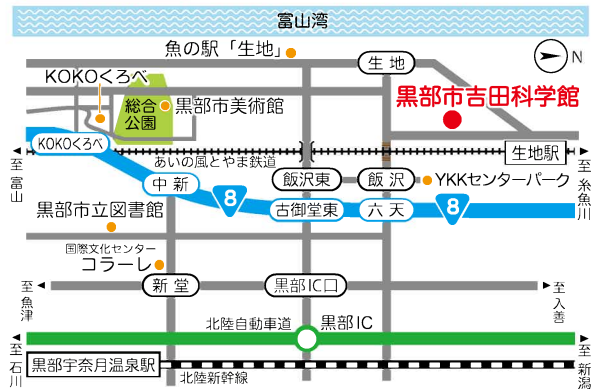 富山湾
魚の駅「生地」
生地
N
KOKOくろべ
総合
公園
黒部市美術館
黒部市吉田科学館
KOKOくろべ
あいの風とやま鉄道
生地駅
至富山
至糸魚川
中新
飯沢東
飯沢
YKKセンターパーク
8
古御堂東
六天
8
黒部市立図書館
国際文化センター
コラーレ
新堂
黒部IC口
至魚津
至入善
北陸自動車道
黒部IC
至石川
至新潟
黒部宇奈月温泉駅
北陸新幹線